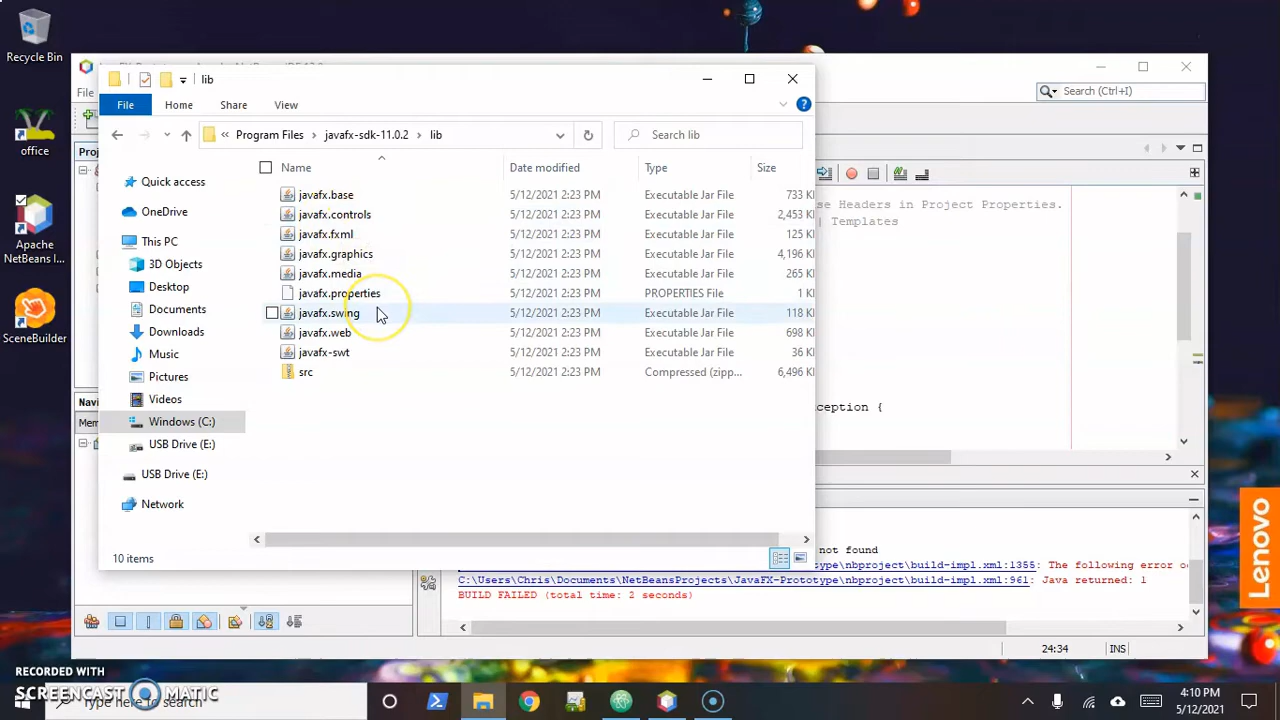 Recycle Bin
office
Apache
NetBeans I...
SceneBuilder
lib
Search (Ctrl+I)
File
File
Home
Share
View
Program Files > javafx-sdk-11.0.2 > lib
Search lib
Name
Date modified
Type
Size
Quick access
OneDrive
This PC
3D Objects
Desktop
Documents
Downloads
Music
Pictures
Videos
Windows (C:)
USB Drive (E:)
USB Drive (E:)
Network
javafx.base 5/12/2021 2:23 PM Executable Jar File 733 K
javafx.controls 5/12/2021 2:23 PM Executable Jar File 2,453 K
javafx.fxml 5/12/2021 2:23 PM Executable Jar File 125 K
javafx.graphics 5/12/2021 2:23 PM Executable Jar File 4,196 K
javafx.media 5/12/2021 2:23 PM Executable Jar File 265 K
javafx.properties 5/12/2021 2:23 PM PROPERTIES File 1 K
javafx.swing 5/12/2021 2:23 PM Executable Jar File 118 K
javafx.web 5/12/2021 2:23 PM Executable Jar File 698 K
javafx-swt 5/12/2021 2:23 PM Executable Jar File 36 K
src 5/12/2021 2:23 PM Compressed (zipp... 6,496 K
10 items
Proj
Navi
Mem
se Headers in Project Properties.
| Templates
ception {
not found
totype\nbproject\build-impl.xml:1355: The following error o
C:\Users\Chris\Documents\NetBeansProjects\JavaFX-Prototype\nbproject\build-impl.xml:961: Java returned: 1
BUILD FAILED (total time: 2 seconds)
24:34
INS
Lenovo
RECORDED WITH
SCREENCAST MATIC
Type here to search
4:10 PM
5/12/2021